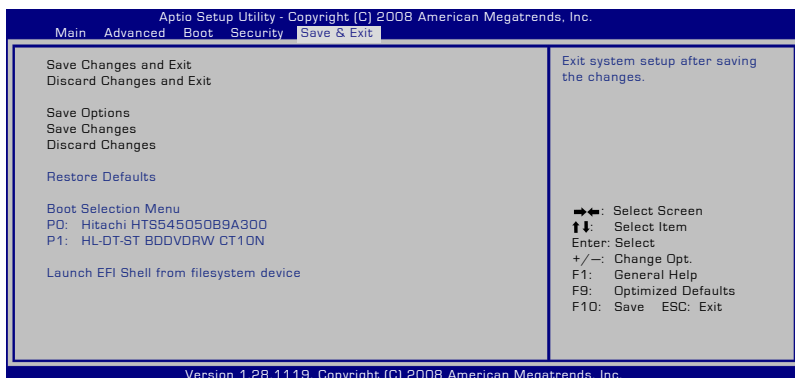 Aptio Setup Utility - Copyright (C) 2008 American Megatrends, Inc.
Main Advanced Boot Security Save & Exit
Save Changes and Exit
Discard Changes and Exit
Save Options
Save Changes
Discard Changes
Restore Defaults
Boot Selection Menu
P0: Hitachi HTS545050B9A300
P1: HL-DT-ST BDDVDRW CT10N
Launch EFI Shell from filesystem device
Exit system setup after saving
the changes.
→←: Select Screen
↑↓: Select Item
Enter: Select
+/—: Change Opt.
F1: General Help
F9: Optimized Defaults
F10: Save ESC: Exit
Version 1.28.1119. Copyright (C) 2008 American Megatrends, Inc.